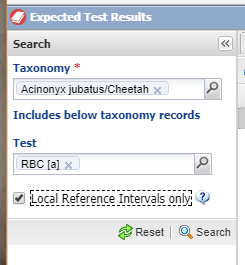 Expected Test Results
Search
Taxonomy *
Acinonyx jubatus/Cheetah
Includes below taxonomy records
Test
RBC [a]
Local Reference Intervals only
Reset Search